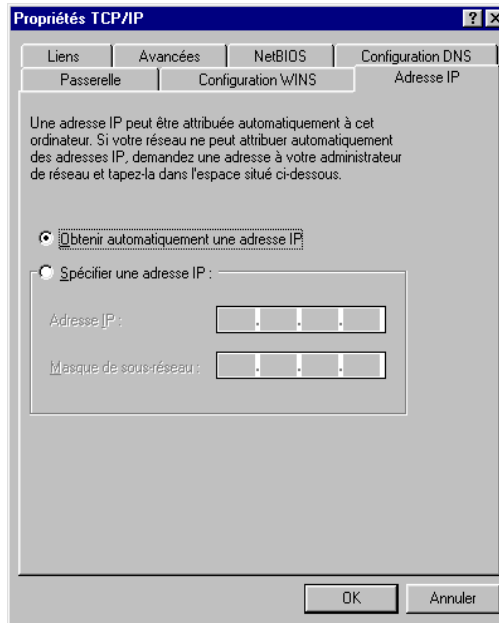 Propriétés TCP/IP
Liens Avancées NetBIOS Configuration DNS
Passerelle Configuration WINS Adresse IP
Une adresse IP peut être attribuée automatiquement à cet
ordinateur. Si votre réseau ne peut attribuer automatiquement
des adresses IP, demandez une adresse à votre administrateur
de réseau et tapez-la dans l'espace situé ci-dessous.
Obtenir automatiquement une adresse IP
Spécifier une adresse IP :
Adresse IP :
Masque de sous-réseau :
OK Annuler